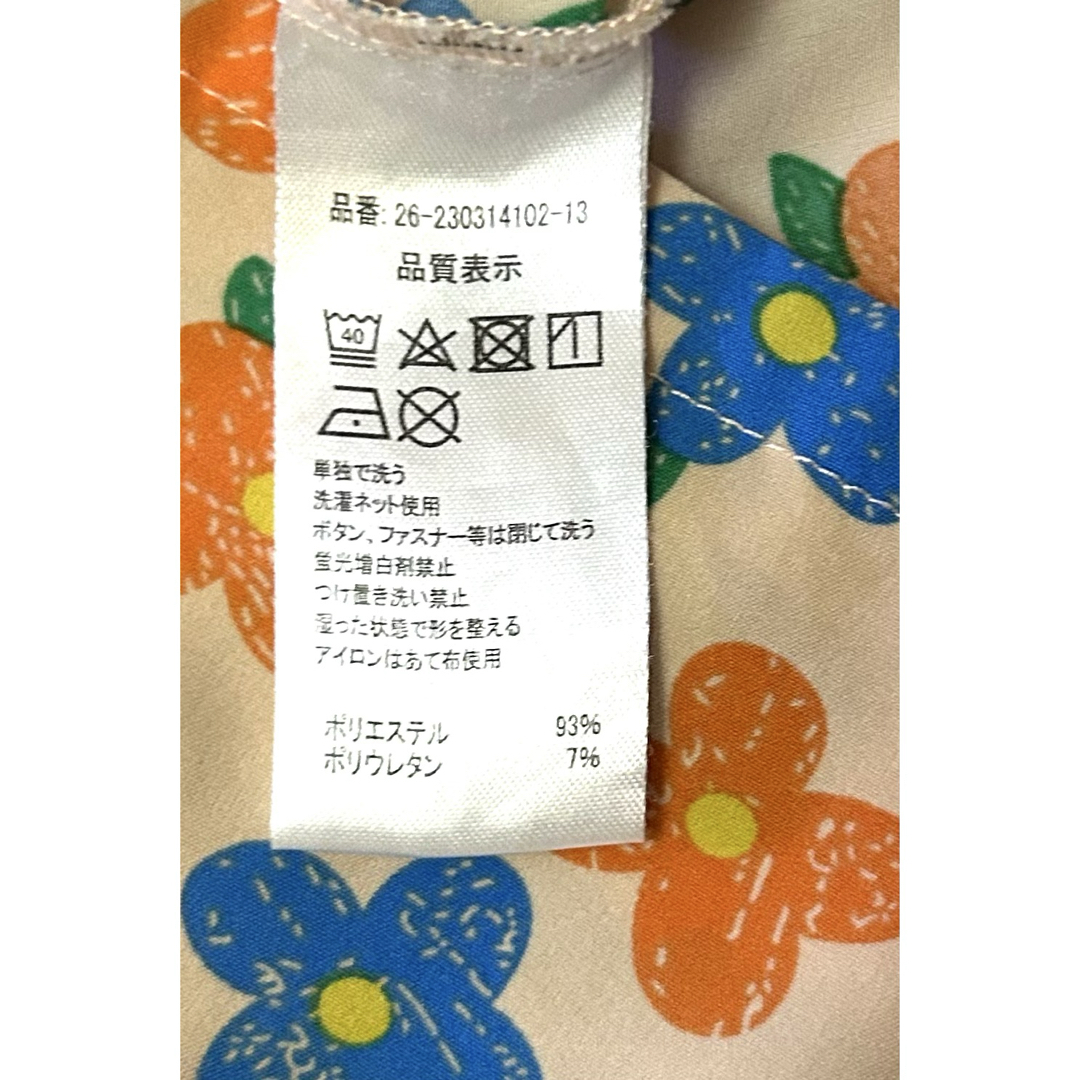 品番: 26-230314102-13
品質表示
40
単独で洗う
洗濯ネット使用
ボタン、ファスナー等は閉じて洗う
蛍光増白剤禁止
つけ置き洗い禁止
湿った状態で形を整える
アイロンはあて布使用
ポリエステル 93%
ポリウレタン 7%